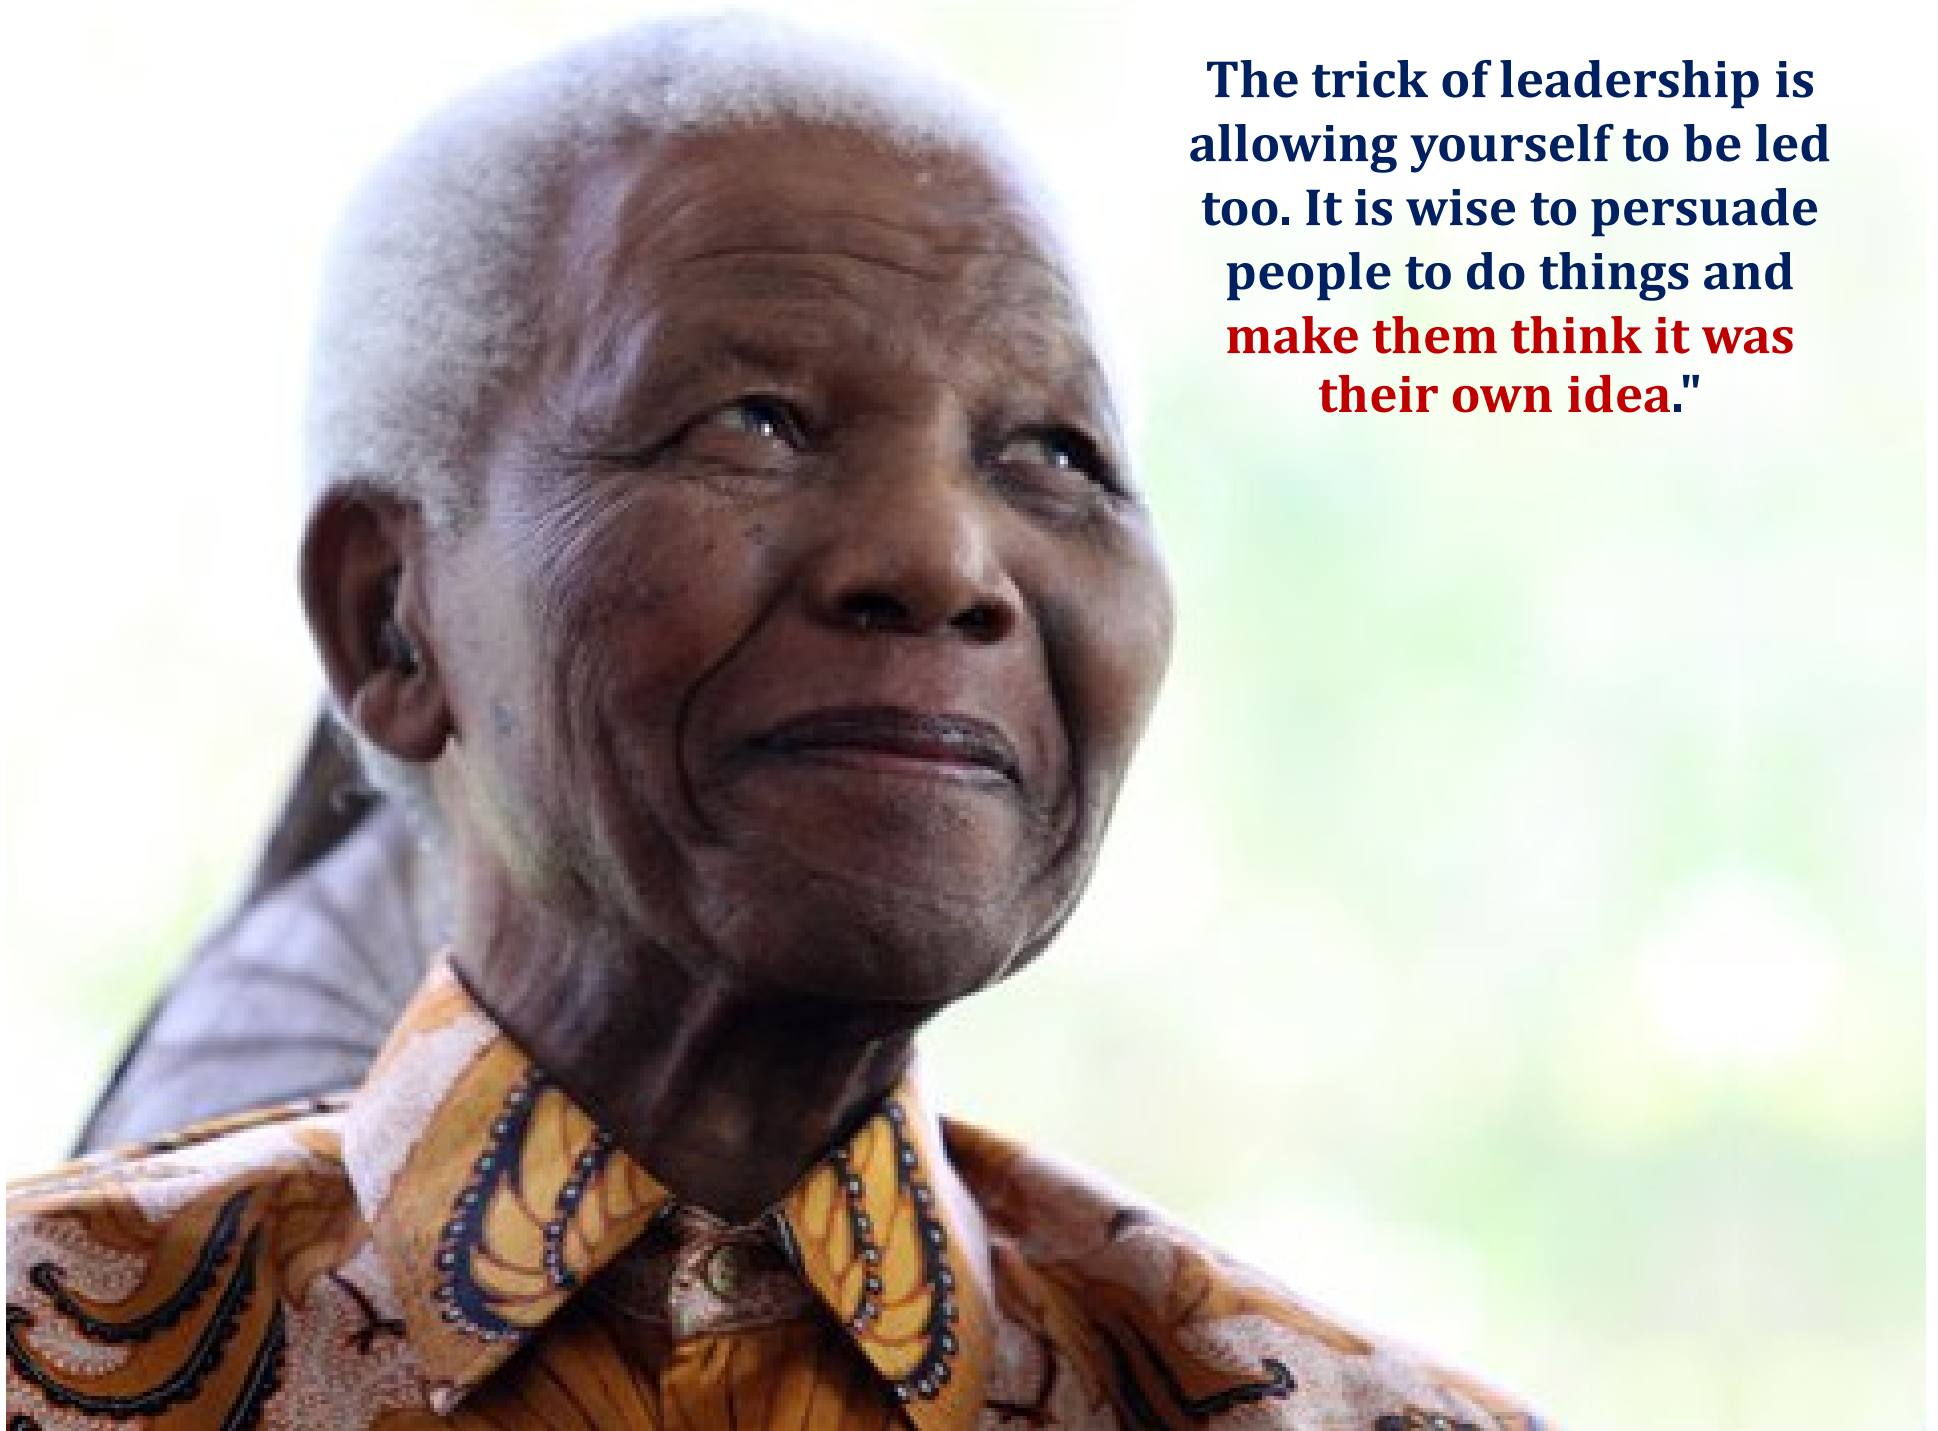 The trick of leadership is
allowing yourself to be led
too. It is wise to persuade
people to do things and
make them think it was
their own idea."